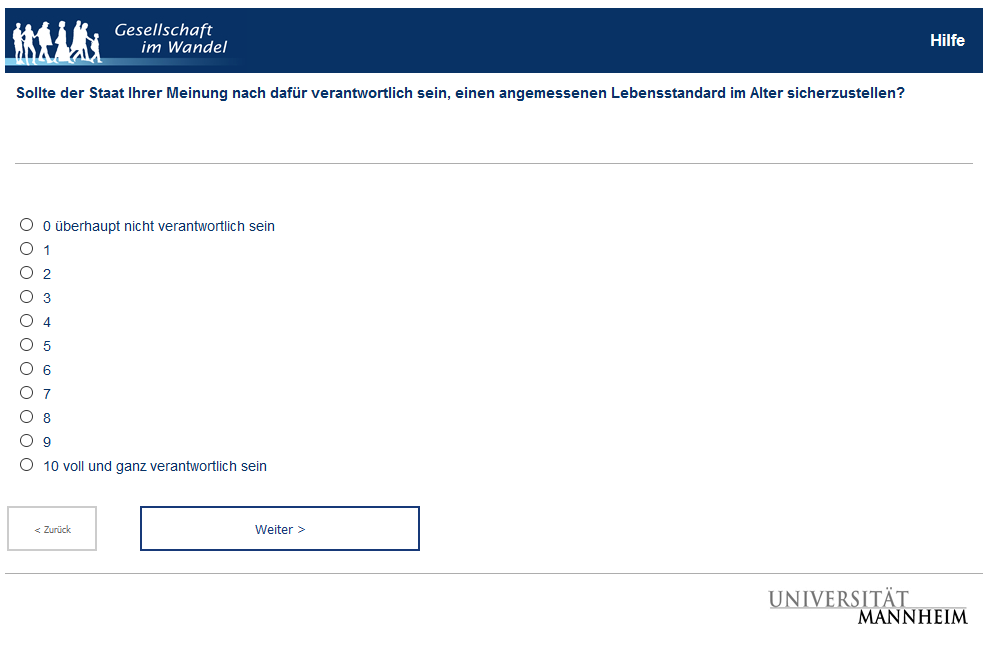 Gesellschaft
im Wandel
Hilfe
Sollte der Staat Ihrer Meinung nach dafür verantwortlich sein, einen angemessenen Lebensstandard im Alter sicherzustellen?
0 überhaupt nicht verantwortlich sein
1
2
3
4
5
6
7
8
9
10 voll und ganz verantwortlich sein
< Zurück
Weiter >
UNIVERSITÄT
MANNHEIM